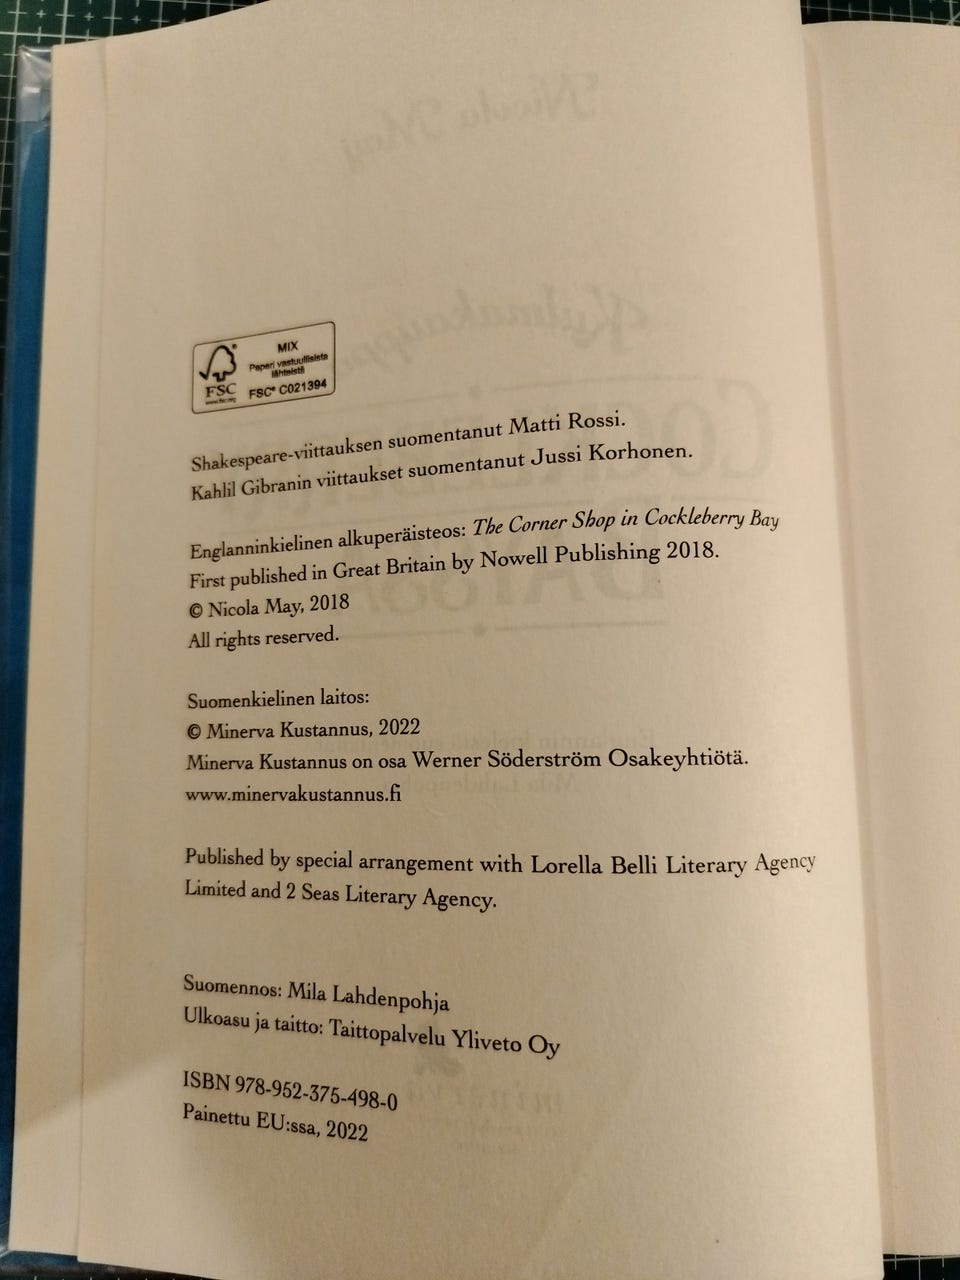 MIX
Paperi vastuullisista
lähteistä
FSC
www.fsc.org
FSC® C021394
Shakespeare-viittauksen suomentanut Matti Rossi.
Kahlil Gibranin viittaukset suomentanut Jussi Korhonen.
Englanninkielinen alkuperäisteos: The Corner Shop in Cockleberry Bay
First published in Great Britain by Nowell Publishing 2018.
© Nicola May, 2018
All rights reserved.
Suomenkielinen laitos:
© Minerva Kustannus, 2022
Minerva Kustannus on osa Werner Söderström Osakeyhtiötä.
www.minervakustannus.fi
Published by special arrangement with Lorella Belli Literary Agency
Limited and 2 Seas Literary Agency.
Suomennos: Mila Lahdenpohja
Ulkoasu ja taitto: Taittopalvelu Yliveto Oy
ISBN 978-952-375-498-0
Painettu EU:ssa, 2022